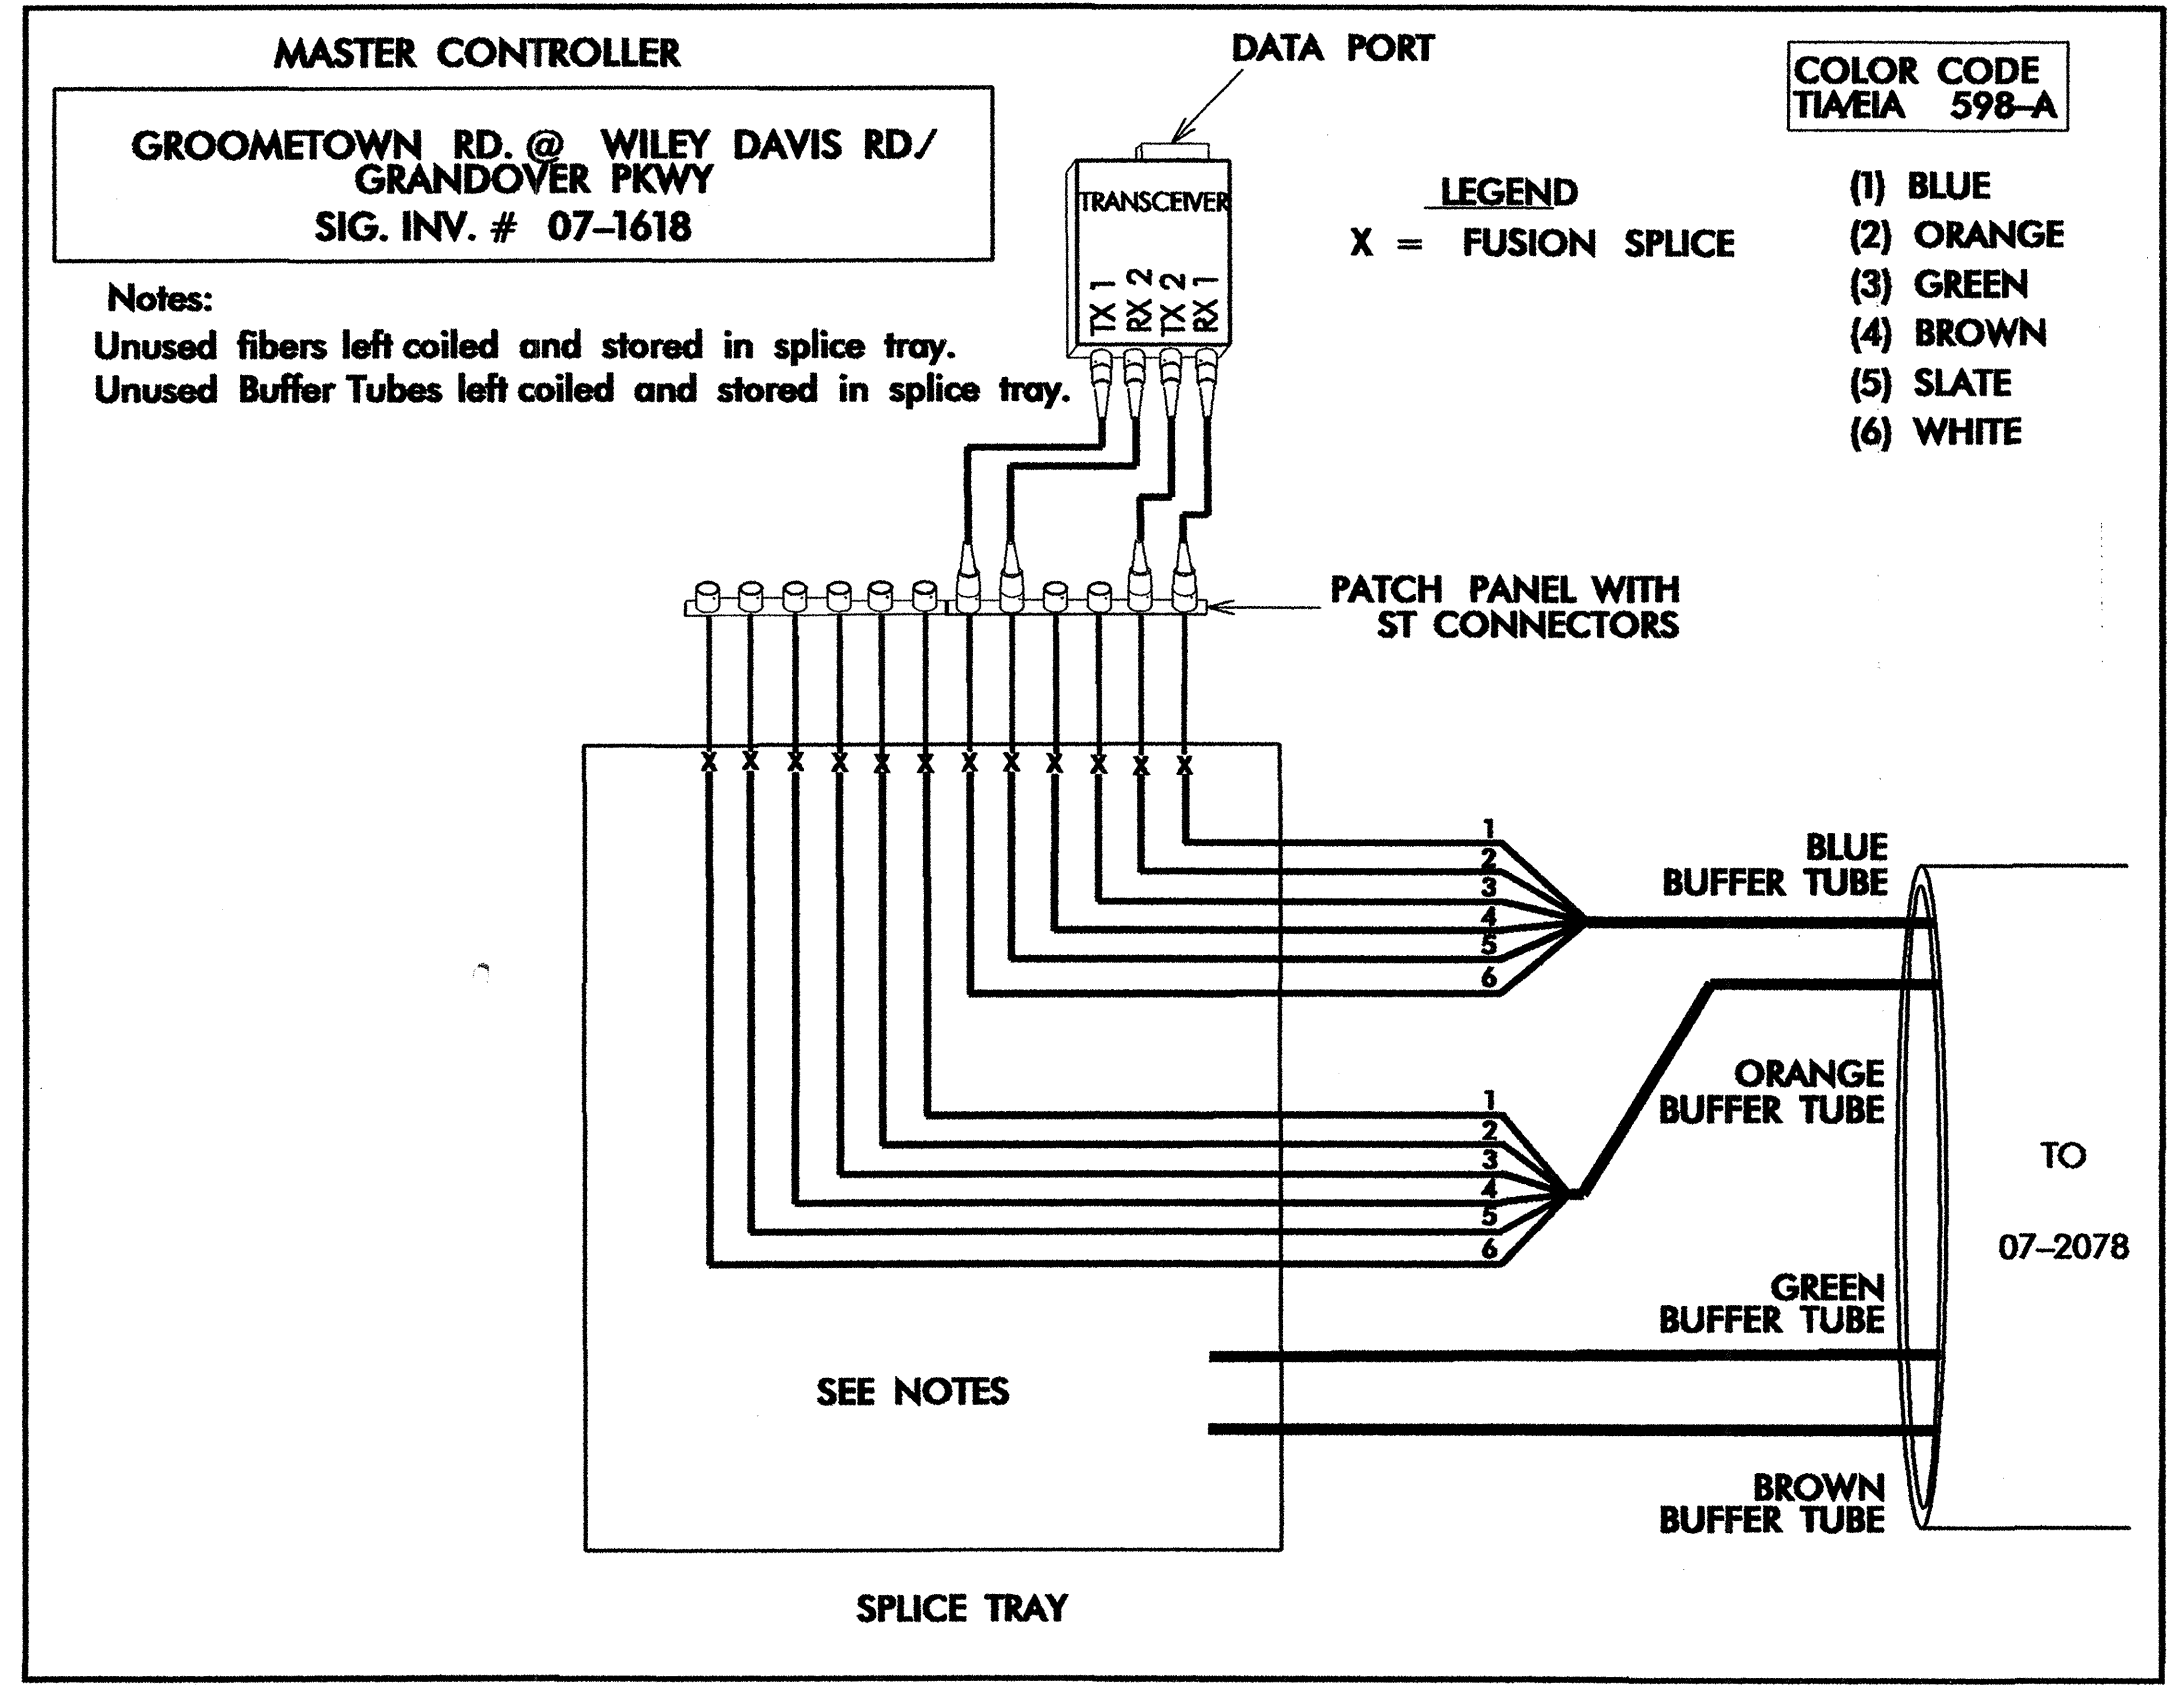 MASTER CONTROLLER
GROOMETOWN RD. @ WILEY DAVIS RD./
GRANDOVER PKWY
SIG. INV. # 07-1618
Notes:
Unused fibers left coiled and stored in splice tray.
Unused Buffer Tubes left coiled and stored in splice tray.
DATA PORT
TRANSCEIVER
TX 1
RX 2
TX 2
RX 1
LEGEND
X = FUSION SPLICE
COLOR CODE
TIA/EIA 598-A
(1) BLUE
(2) ORANGE
(3) GREEN
(4) BROWN
(5) SLATE
(6) WHITE
PATCH PANEL WITH
ST CONNECTORS
X X X X X X X X X X X X
1
2
3
4
5
6
BLUE
BUFFER TUBE
ORANGE
BUFFER TUBE
1
2
3
4
5
6
TO
07-2078
GREEN
BUFFER TUBE
SEE NOTES
BROWN
BUFFER TUBE
SPLICE TRAY